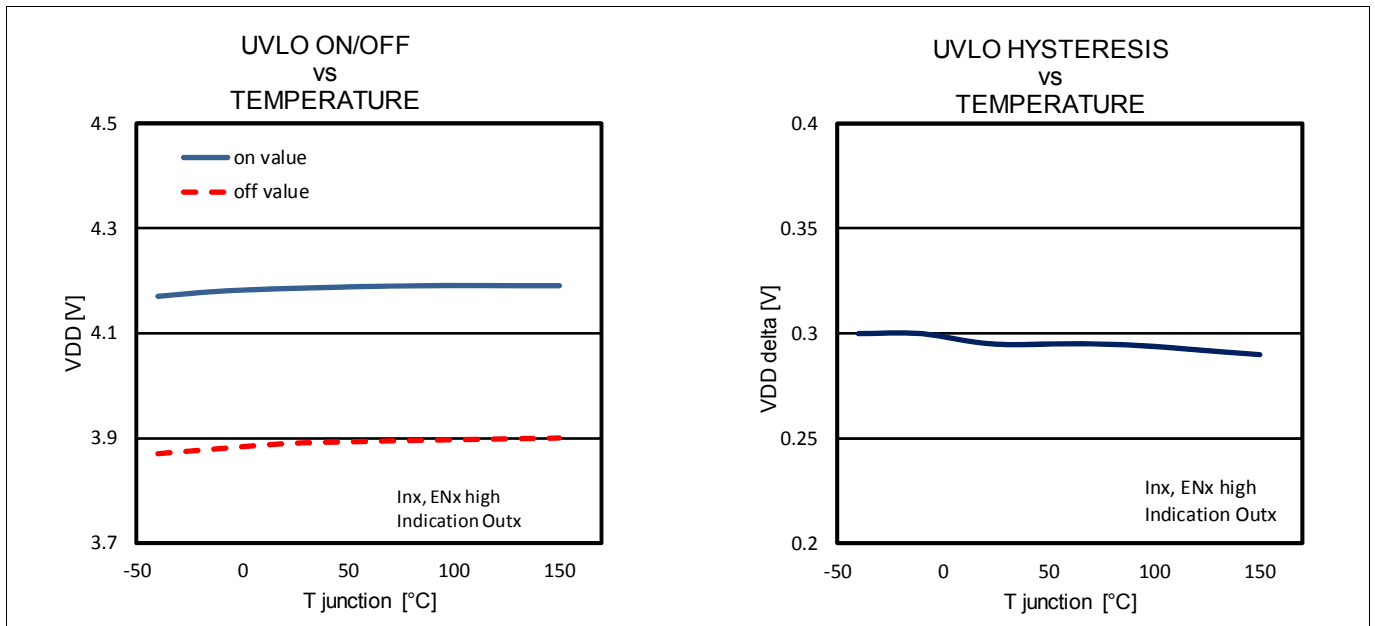 UVLO ON/OFF
vs
TEMPERATURE
4.5
4.3
4.1
3.9
3.7
VDD [V]
on value
off value
Inx, ENx high
Indication Outx
-50
0
50
100
150
T junction [°C]
UVLO HYSTERESIS
vs
TEMPERATURE
0.4
0.35
0.3
0.25
0.2
VDD delta [V]
Inx, ENx high
Indication Outx
-50
0
50
100
150
T junction [°C]